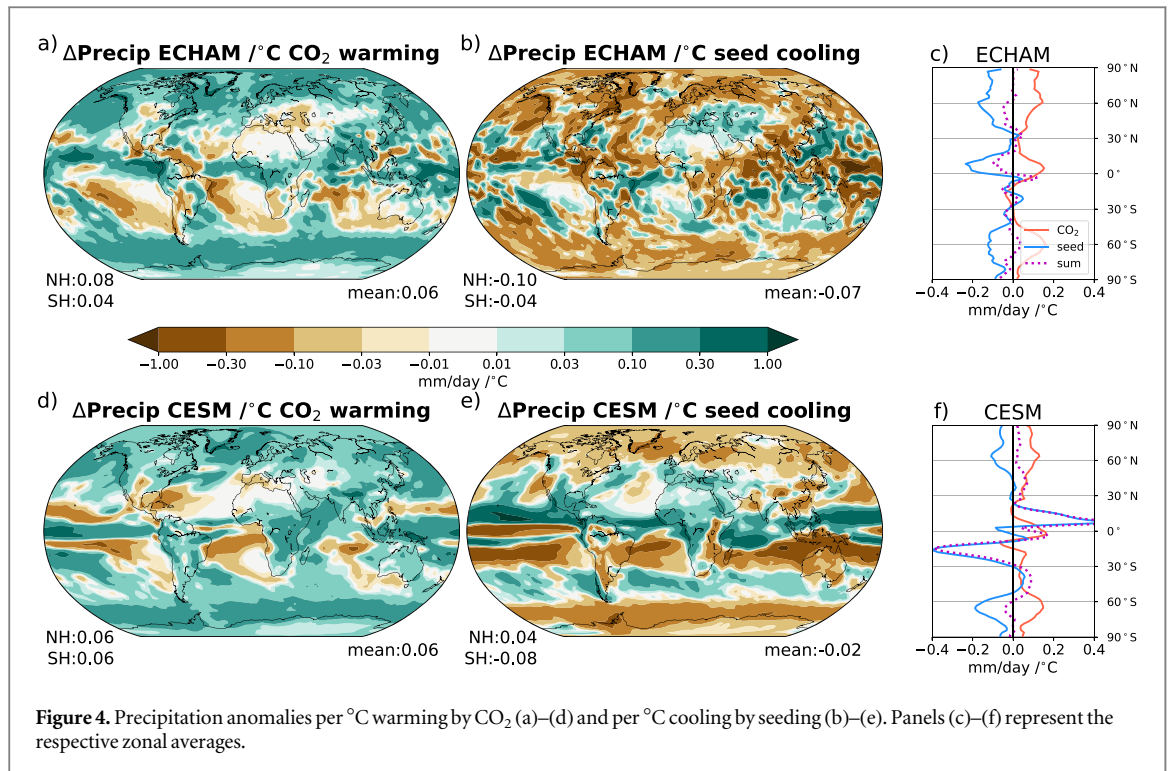 a) ΔPrecip ECHAM /°C CO₂ warming
NH:0.08
SH:0.04
mean:0.06
b) ΔPrecip ECHAM /°C seed cooling
NH:-0.10
SH:-0.04
mean:-0.07
c) ECHAM
90°N
60°N
30°N
0°
30°S
60°S
90°S
CO₂
seed
sum
−0.4 −0.2 0.0 0.2 0.4
mm/day /°C
−1.00 −0.30 −0.10 −0.03 −0.01 0.01 0.03 0.10 0.30 1.00
mm/day /°C
d) ΔPrecip CESM /°C CO₂ warming
NH:0.06
SH:0.06
mean:0.06
e) ΔPrecip CESM /°C seed cooling
NH:0.04
SH:-0.08
mean:-0.02
f) CESM
90°N
60°N
30°N
0°
30°S
60°S
90°S
−0.4 −0.2 0.0 0.2 0.4
mm/day /°C
Figure 4. Precipitation anomalies per °C warming by CO₂ (a)–(d) and per °C cooling by seeding (b)–(e). Panels (c)–(f) represent the
respective zonal averages.